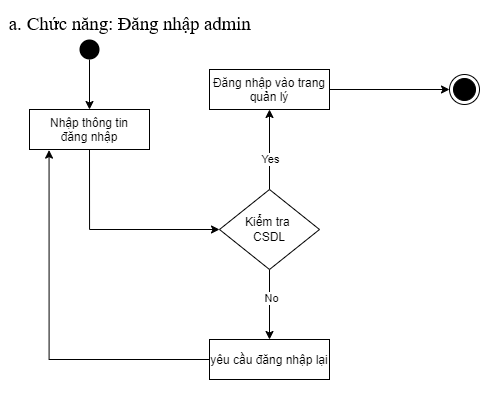 a. Chức năng: Đăng nhập admin
Đăng nhập vào trang
quản lý
Nhập thông tin
đăng nhập
Yes
Kiểm tra
CSDL
No
yêu cầu đăng nhập lại